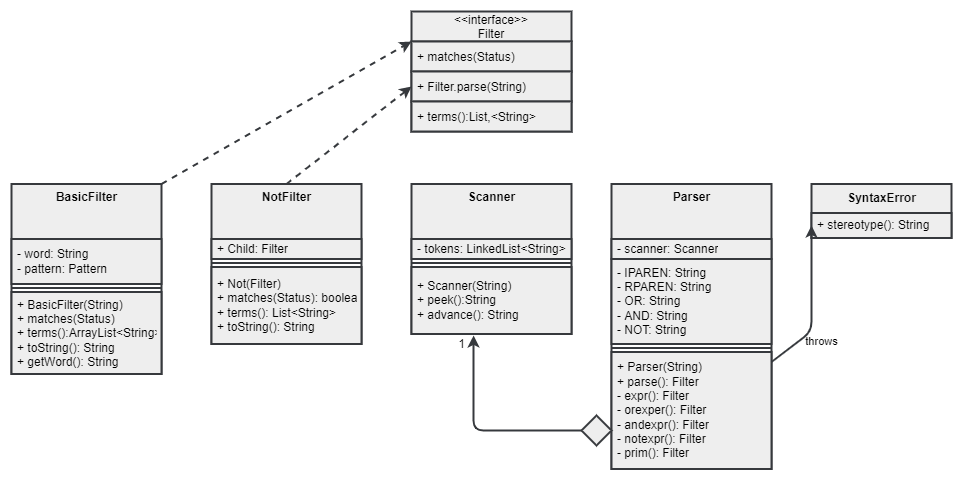 <<interface>>
Filter
+ matches(Status)
+ Filter.parse(String)
+ terms():List,<String>
BasicFilter
- word: String
- pattern: Pattern
+ BasicFilter(String)
+ matches(Status)
+ terms():ArrayList<String>
+ toString(): String
+ getWord(): String
NotFilter
+ Child: Filter
+ Not(Filter)
+ matches(Status): boolea
+ terms(): List<String>
+ toString(): String
Scanner
- tokens: LinkedList<String>
+ Scanner(String)
+ peek():String
+ advance(): String
1
Parser
- scanner: Scanner
- lPAREN: String
- RPAREN: String
- OR: String
- AND: String
- NOT: String
+ Parser(String)
+ parse(): Filter
- expr(): Filter
- orexper(): Filter
- andexpr(): Filter
- notexpr(): Filter
- prim(): Filter
SyntaxError
+ stereotype(): String
throws